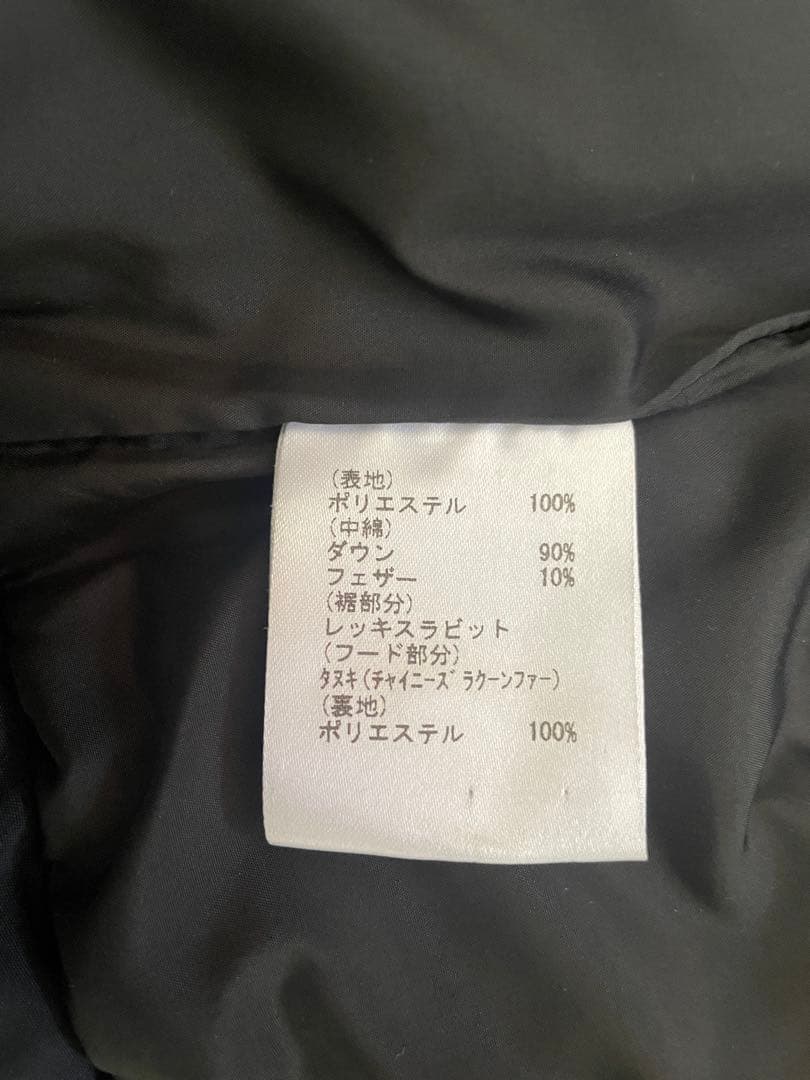 (表地)
ポリエステル 100%
(中綿)
ダウン 90%
フェザー 10%
(裾部分)
レッキスラビット
(フード部分)
タヌキ(チャイニーズラクーンファー)
(裏地)
ポリエステル 100%